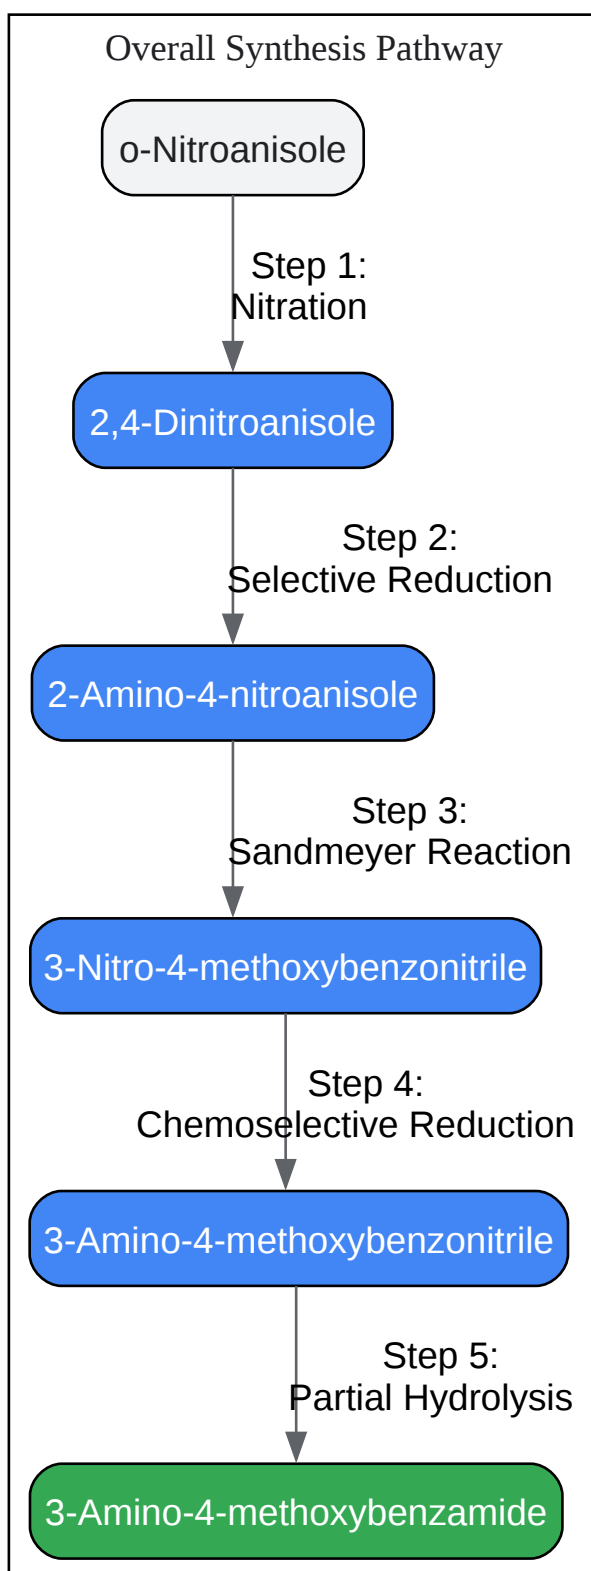 Overall Synthesis Pathway
o-Nitroanisole
Step 1:
Nitration
2,4-Dinitroanisole
Step 2:
Selective Reduction
2-Amino-4-nitroanisole
Step 3:
Sandmeyer Reaction
3-Nitro-4-methoxybenzonitrile
Step 4:
Chemoselective Reduction
3-Amino-4-methoxybenzonitrile
Step 5:
Partial Hydrolysis
3-Amino-4-methoxybenzamide